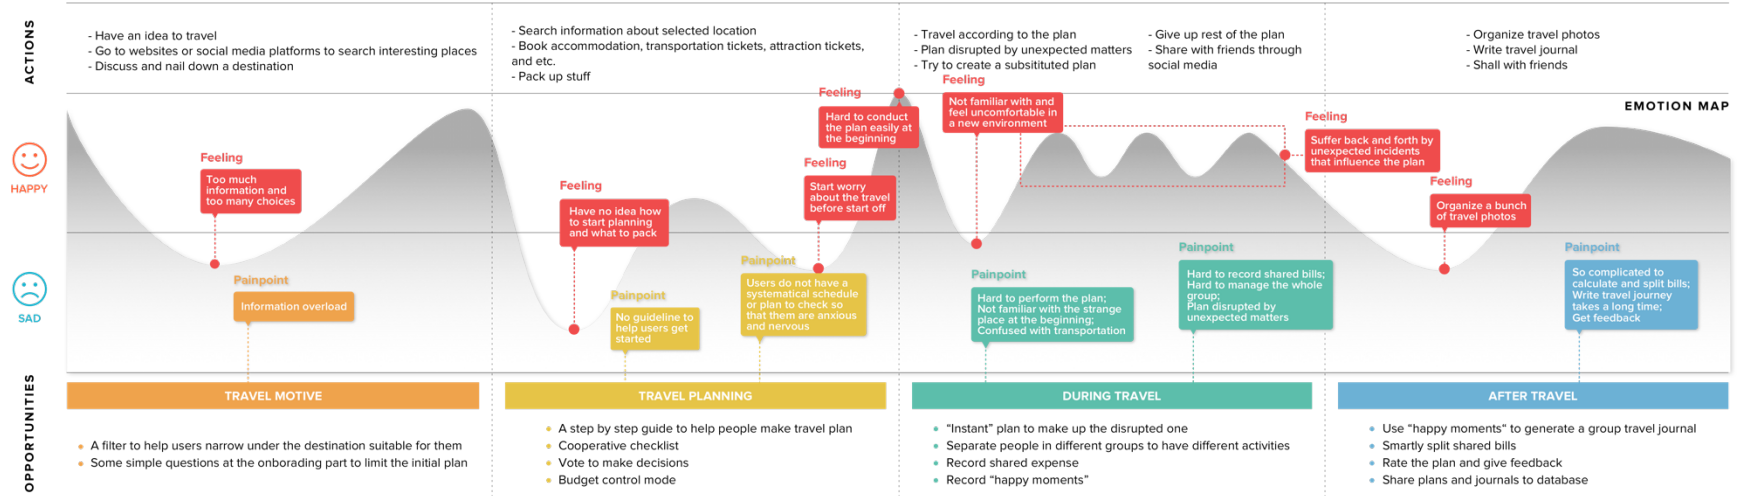 ACTIONS
- Have an idea to travel
- Go to websites or social media platforms to search interesting places
- Discuss and nail down a destination
- Search information about selected location
- Book accommodation, transportation tickets, attraction tickets,
and etc.
- Pack up stuff
- Travel according to the plan
- Plan disrupted by unexpected matters
- Try to create a subsitituted plan
- Give up rest of the plan
- Share with friends through
social media
- Organize travel photos
- Write travel journal
- Shall with friends
EMOTION MAP
HAPPY
SAD
Feeling
Too much
information and
too many choices
Painpoint
Information overload
Feeling
Have no idea how
to start planning
and what to pack
Painpoint
No guideline to
help users get
started
Feeling
Hard to conduct
the plan easily at
the beginning
Feeling
Start worry
about the travel
before start off
Painpoint
Users do not have a
systematical schedule
or plan to check so
that them are anxious
and nervous
Feeling
Not familiar with and
feel uncomfortable in
a new environment
Painpoint
Hard to perform the plan;
Not familiar with the strange
place at the beginning;
Confused with transportation
Painpoint
Hard to record shared bills;
Hard to manage the whole
group;
Plan disrupted by
unexpected matters
Feeling
Suffer back and forth by
unexpected incidents
that influence the plan
Feeling
Organize a bunch
of travel photos
Painpoint
So complicated to
calculate and split bills;
Write travel journey
takes a long time;
Get feedback
OPPORTUNITIES
TRAVEL MOTIVE
A filter to help users narrow under the destination suitable for them
Some simple questions at the onborading part to limit the initial plan
TRAVEL PLANNING
A step by step guide to help people make travel plan
Cooperative checklist
Vote to make decisions
Budget control mode
DURING TRAVEL
“Instant” plan to make up the disrupted one
Separate people in different groups to have different activities
Record shared expense
Record “happy moments”
AFTER TRAVEL
Use “happy moments“ to generate a group travel journal
Smartly split shared bills
Rate the plan and give feedback
Share plans and journals to database